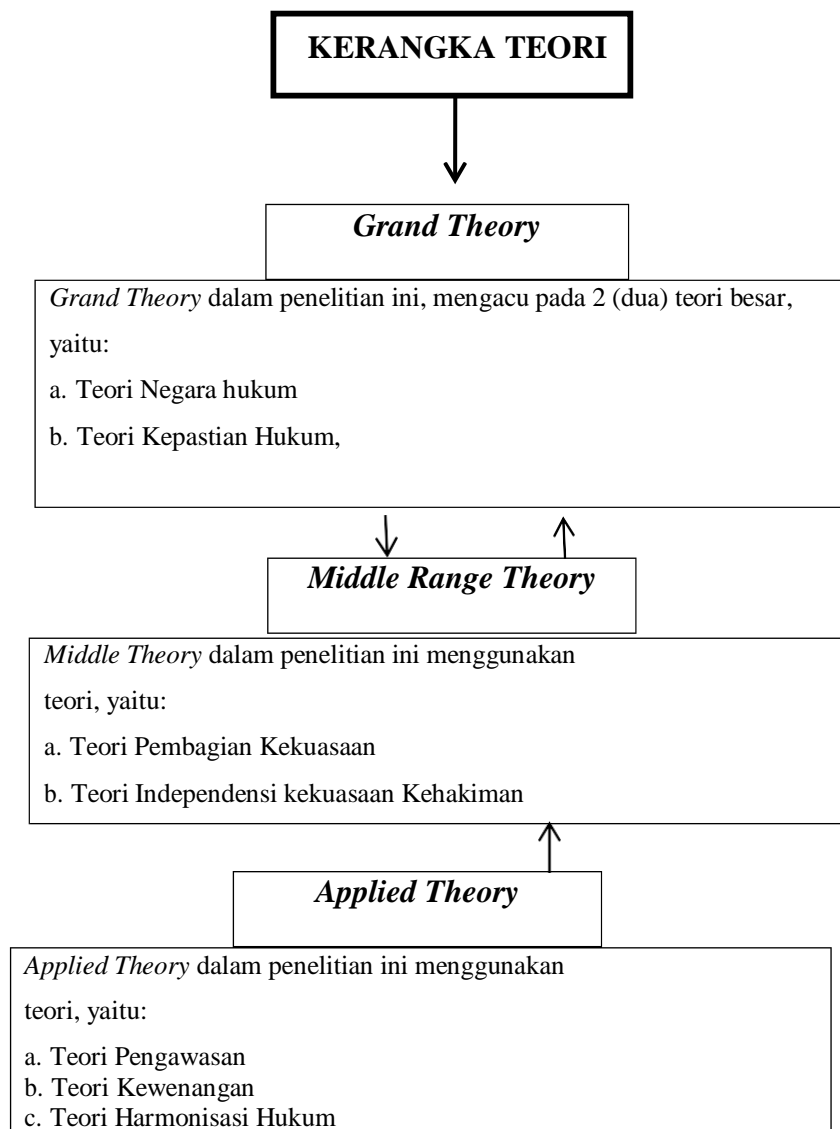 KERANGKA TEORI
Grand Theory
Grand Theory dalam penelitian ini, mengacu pada 2 (dua) teori besar,
yaitu:
a. Teori Negara hukum
b. Teori Kepastian Hukum,
Middle Range Theory
Middle Theory dalam penelitian ini menggunakan
teori, yaitu:
a. Teori Pembagian Kekuasaan
b. Teori Independensi kekuasaan Kehakiman
Applied Theory
Applied Theory dalam penelitian ini menggunakan
teori, yaitu:
a. Teori Pengawasan
b. Teori Kewenangan
c. Teori Harmonisasi Hukum